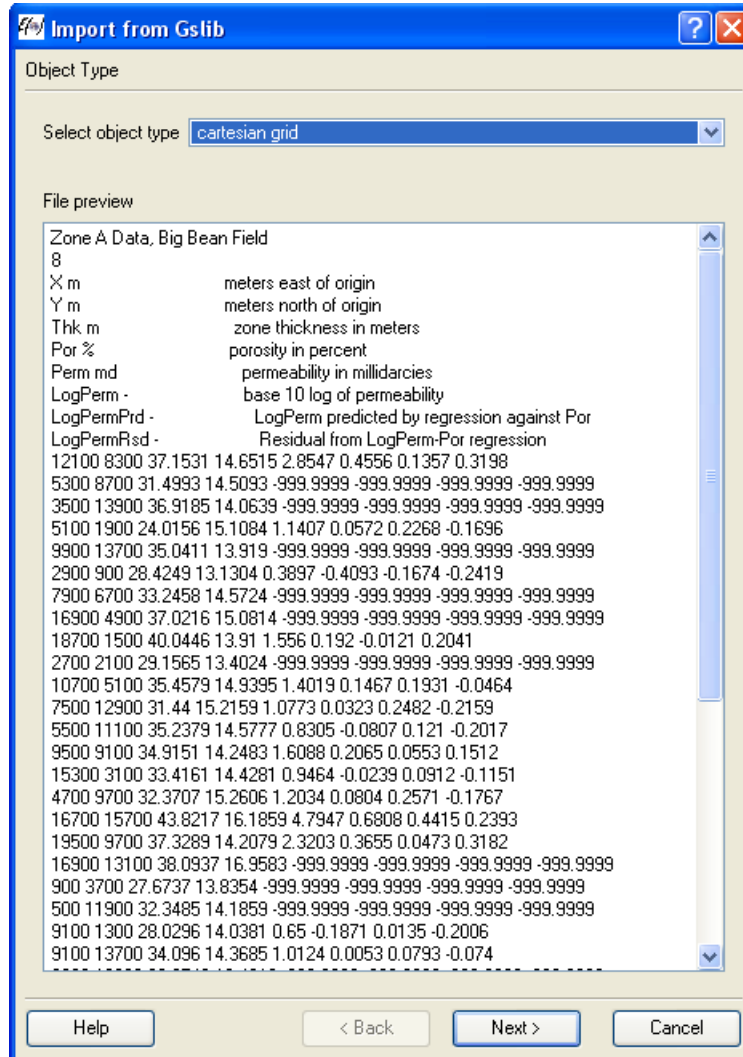 Import from Gslib
Object Type
Select object type cartesian grid
File preview
Zone A Data, Big Bean Field
8
X m meters east of origin
Y m meters north of origin
Thk m zone thickness in meters
Por % porosity in percent
Perm md permeability in millidarcies
LogPerm - base 10 log of permeability
LogPermPrd - LogPerm predicted by regression against Por
LogPermRsd - Residual from LogPerm-Por regression
12100 8300 37.1531 14.6515 2.8547 0.4556 0.1357 0.3198
5300 8700 31.4993 14.5093 -999.9999 -999.9999 -999.9999 -999.9999
3500 13900 36.9185 14.0639 -999.9999 -999.9999 -999.9999 -999.9999
5100 1900 24.0156 15.1084 1.1407 0.0572 0.2268 -0.1696
9900 13700 35.0411 13.919 -999.9999 -999.9999 -999.9999 -999.9999
2900 900 28.4249 13.1304 0.3897 -0.4093 -0.1674 -0.2419
7900 6700 33.2458 14.5724 -999.9999 -999.9999 -999.9999 -999.9999
16900 4900 37.0216 15.0814 -999.9999 -999.9999 -999.9999 -999.9999
18700 1500 40.0446 13.91 1.556 0.192 -0.0121 0.2041
2700 2100 29.1565 13.4024 -999.9999 -999.9999 -999.9999 -999.9999
10700 5100 35.4579 14.9395 1.4019 0.1467 0.1931 -0.0464
7500 12900 31.44 15.2159 1.0773 0.0323 0.2482 -0.2159
5500 11100 35.2379 14.5777 0.8305 -0.0807 0.121 -0.2017
9500 9100 34.9151 14.2483 1.6088 0.2065 0.0553 0.1512
15300 3100 33.4161 14.4281 0.9464 -0.0239 0.0912 -0.1151
4700 9700 32.3707 15.2606 1.2034 0.0804 0.2571 -0.1767
16700 15700 43.8217 16.1859 4.7947 0.6808 0.4415 0.2393
19500 9700 37.3289 14.2079 2.3203 0.3655 0.0473 0.3182
16900 13100 38.0937 16.9583 -999.9999 -999.9999 -999.9999 -999.9999
900 3700 27.6737 13.8354 -999.9999 -999.9999 -999.9999 -999.9999
500 11900 32.3485 14.1859 -999.9999 -999.9999 -999.9999 -999.9999
9100 1300 28.0296 14.0381 0.65 -0.1871 0.0135 -0.2006
9100 13700 34.096 14.3685 1.0124 0.0053 0.0793 -0.074
Help < Back Next > Cancel